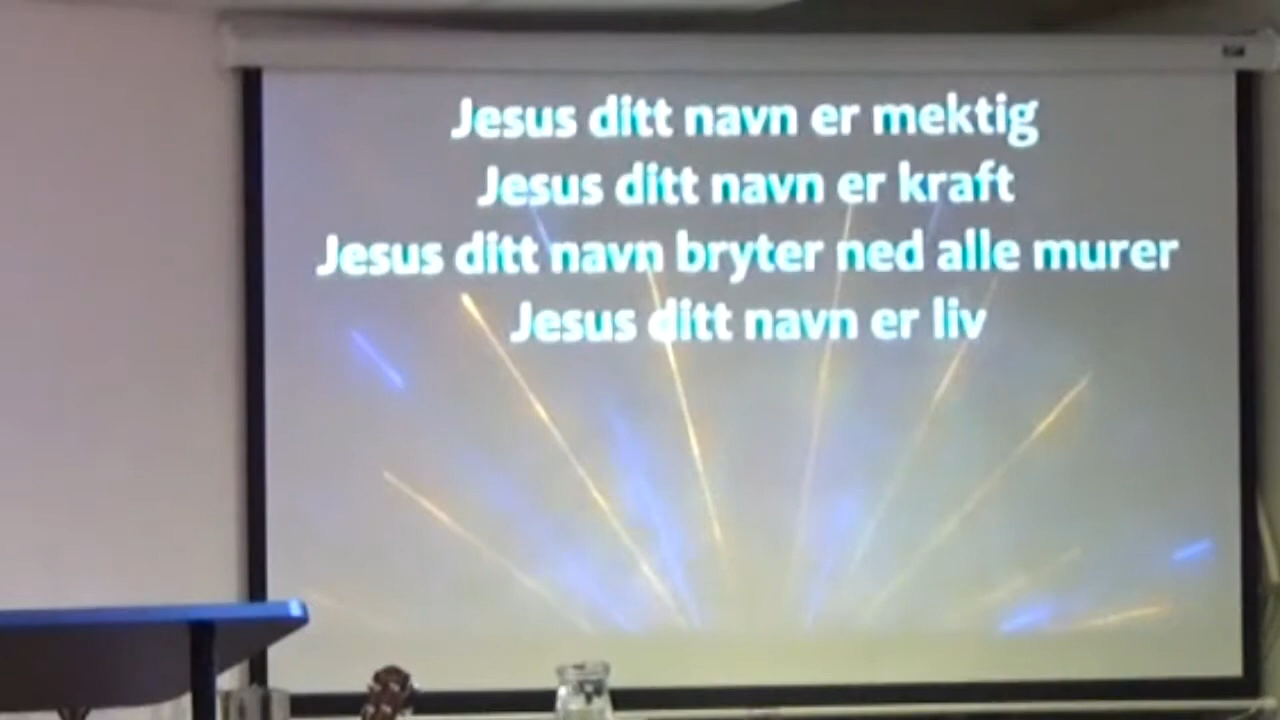 Jesus ditt navn er mektig
Jesus ditt navn er kraft
Jesus ditt navn bryter ned alle murer
Jesus ditt navn er liv